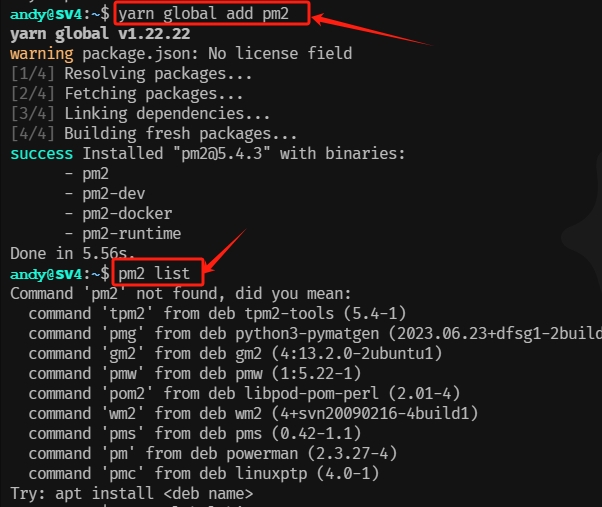 andy@sv4:~$ yarn global add pm2
yarn global v1.22.22
warning package.json: No license field
[1/4] Resolving packages...
[2/4] Fetching packages...
[3/4] Linking dependencies...
[4/4] Building fresh packages...
success Installed "pm2@5.4.3" with binaries:
- pm2
- pm2-dev
- pm2-docker
- pm2-runtime
Done in 5.56s.
andy@sv4:~$ pm2 list
Command 'pm2' not found, did you mean:
command 'tpm2' from deb tpm2-tools (5.4-1)
command 'pmg' from deb python3-pymatgen (2023.06.23+dfsg1-2build
command 'gm2' from deb gm2 (4:13.2.0-2ubuntu1)
command 'pmw' from deb pmw (1:5.22-1)
command 'pom2' from deb libpod-pom-perl (2.01-4)
command 'wm2' from deb wm2 (4+svn20090216-4build1)
command 'pms' from deb pms (0.42-1.1)
command 'pm' from deb powerman (2.3.27-4)
command 'pmc' from deb linuxptp (4.0-1)
Try: apt install <deb name>